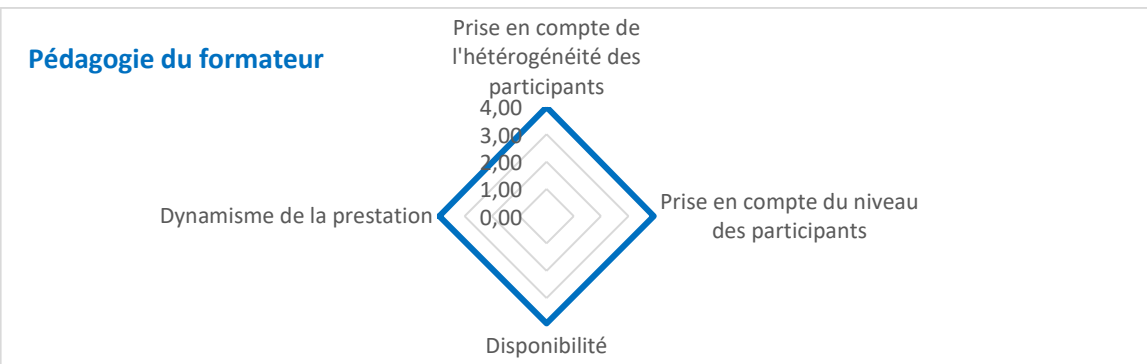 Pédagogie du formateur
Prise en compte de
l'hétérogénéité des
participants
4,00
3,00
2,00
1,00
0,00
Dynamisme de la prestation
Prise en compte du niveau
des participants
Disponibilité